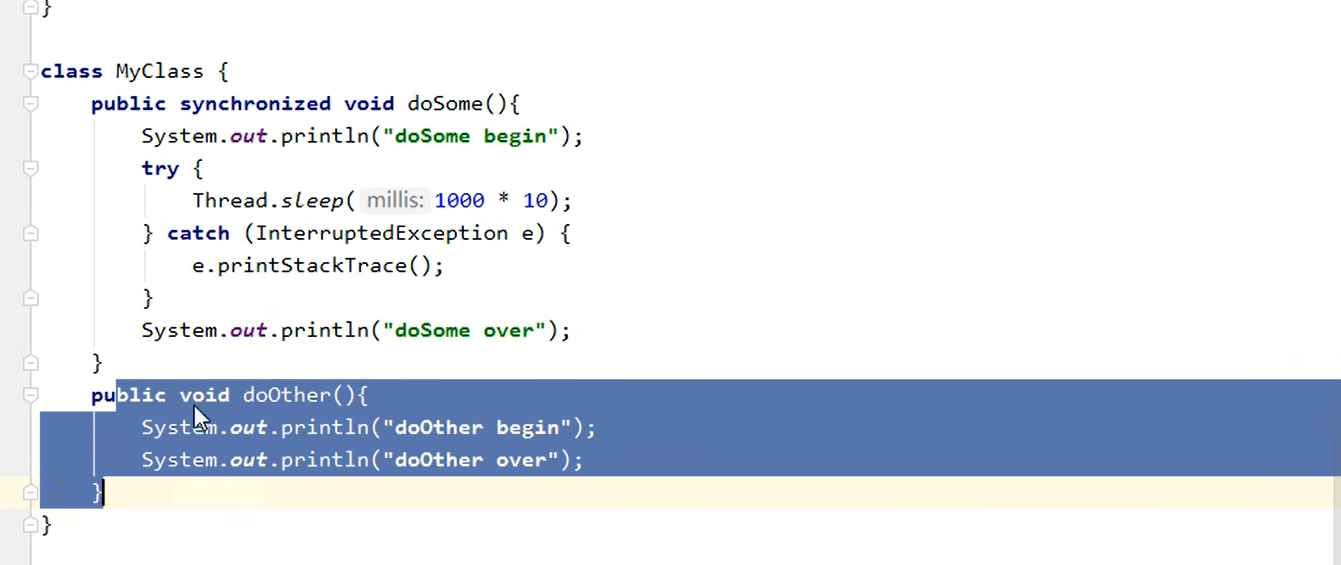 }
class MyClass {
    public synchronized void doSome(){
        System.out.println("doSome begin");
        try {
            Thread.sleep( millis: 1000 * 10);
        } catch (InterruptedException e) {
            e.printStackTrace();
        }
        System.out.println("doSome over");
    }
    public void doOther(){
        System.out.println("doOther begin");
        System.out.println("doOther over");
    }
}